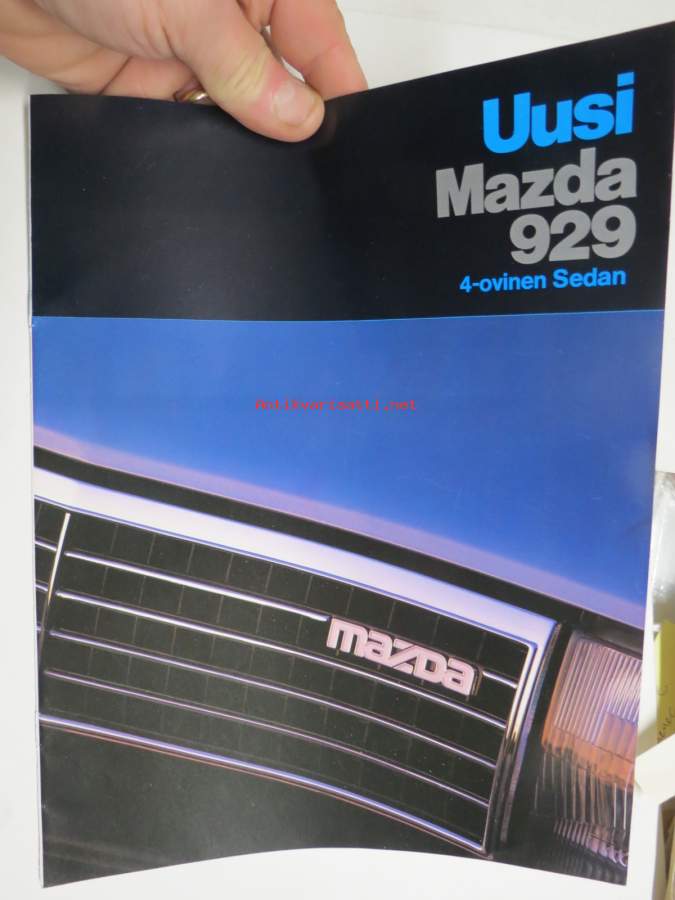 Uusi
Mazda
929
4-ovinen Sedan
Antikvariaatti.net
mazda